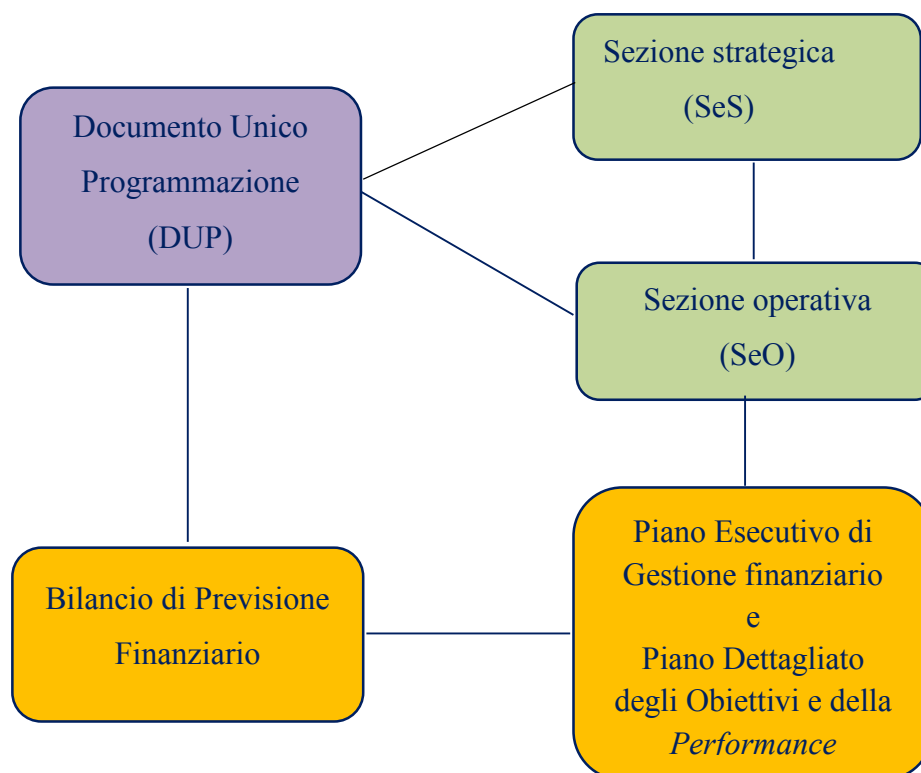 Documento Unico
Programmazione
(DUP)
Sezione strategica
(SeS)
Sezione operativa
(SeO)
Bilancio di Previsione
Finanziario
Piano Esecutivo di
Gestione finanziario
e
Piano Dettagliato
degli Obiettivi e della
Performance